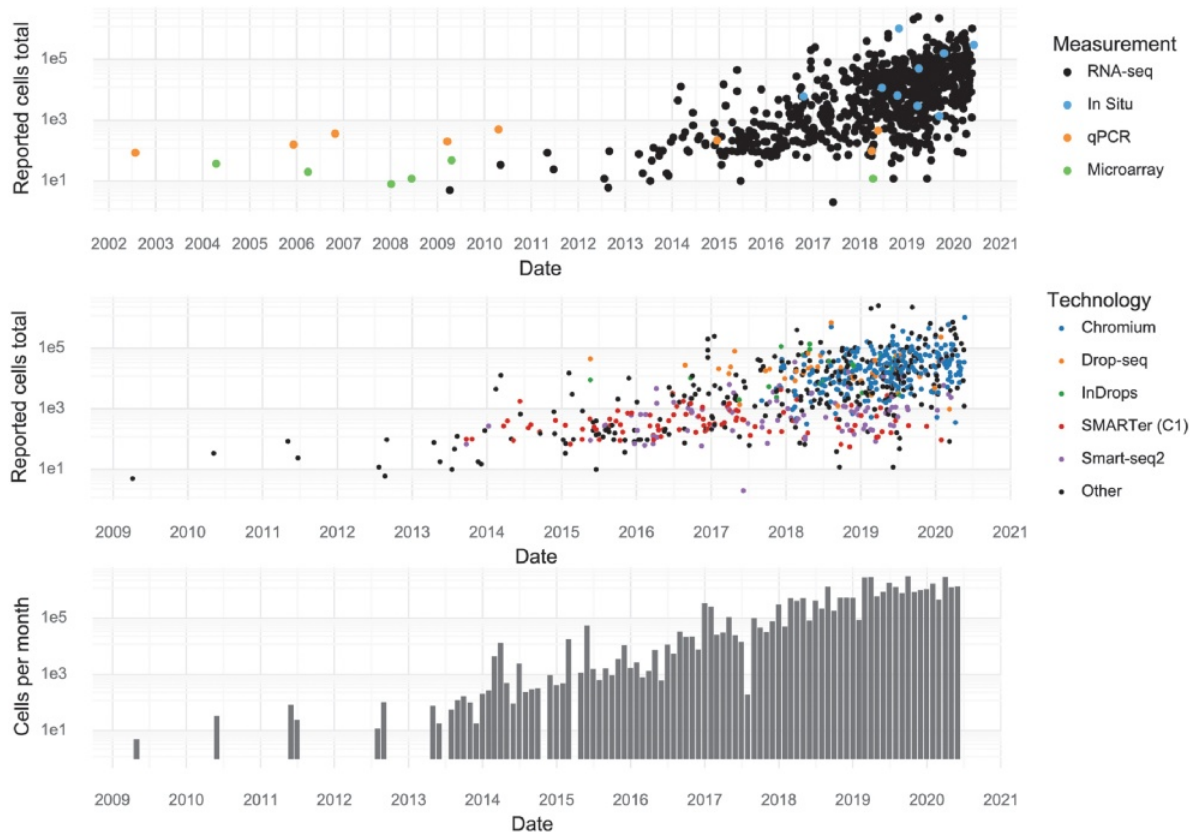 Reported cells total
1e5
1e3
1e1
2002 2003 2004 2005 2006 2007 2008 2009 2010 2011 2012 2013 2014 2015 2016 2017 2018 2019 2020 2021
Date
Measurement
RNA-seq
In Situ
qPCR
Microarray
Reported cells total
1e5
1e3
1e1
2009 2010 2011 2012 2013 2014 2015 2016 2017 2018 2019 2020 2021
Date
Technology
Chromium
Drop-seq
InDrops
SMARTer (C1)
Smart-seq2
Other
Cells per month
1e5
1e3
1e1
2009 2010 2011 2012 2013 2014 2015 2016 2017 2018 2019 2020 2021
Date